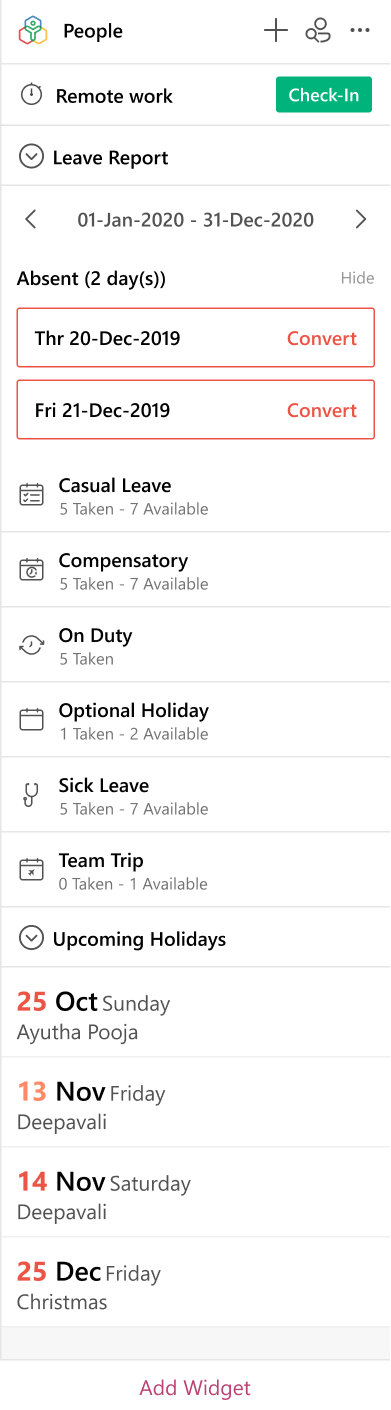 People
Remote work
Check-In
Leave Report
01-Jan-2020 - 31-Dec-2020
Absent (2 day(s))
Hide
Thr 20-Dec-2019
Convert
Fri 21-Dec-2019
Convert
Casual Leave
5 Taken - 7 Available
Compensatory
5 Taken - 7 Available
On Duty
5 Taken
Optional Holiday
1 Taken - 2 Available
Sick Leave
5 Taken - 7 Available
Team Trip
0 Taken - 1 Available
Upcoming Holidays
25 Oct Sunday
Ayutha Pooja
13 Nov Friday
Deepavali
14 Nov Saturday
Deepavali
25 Dec Friday
Christmas
Add Widget